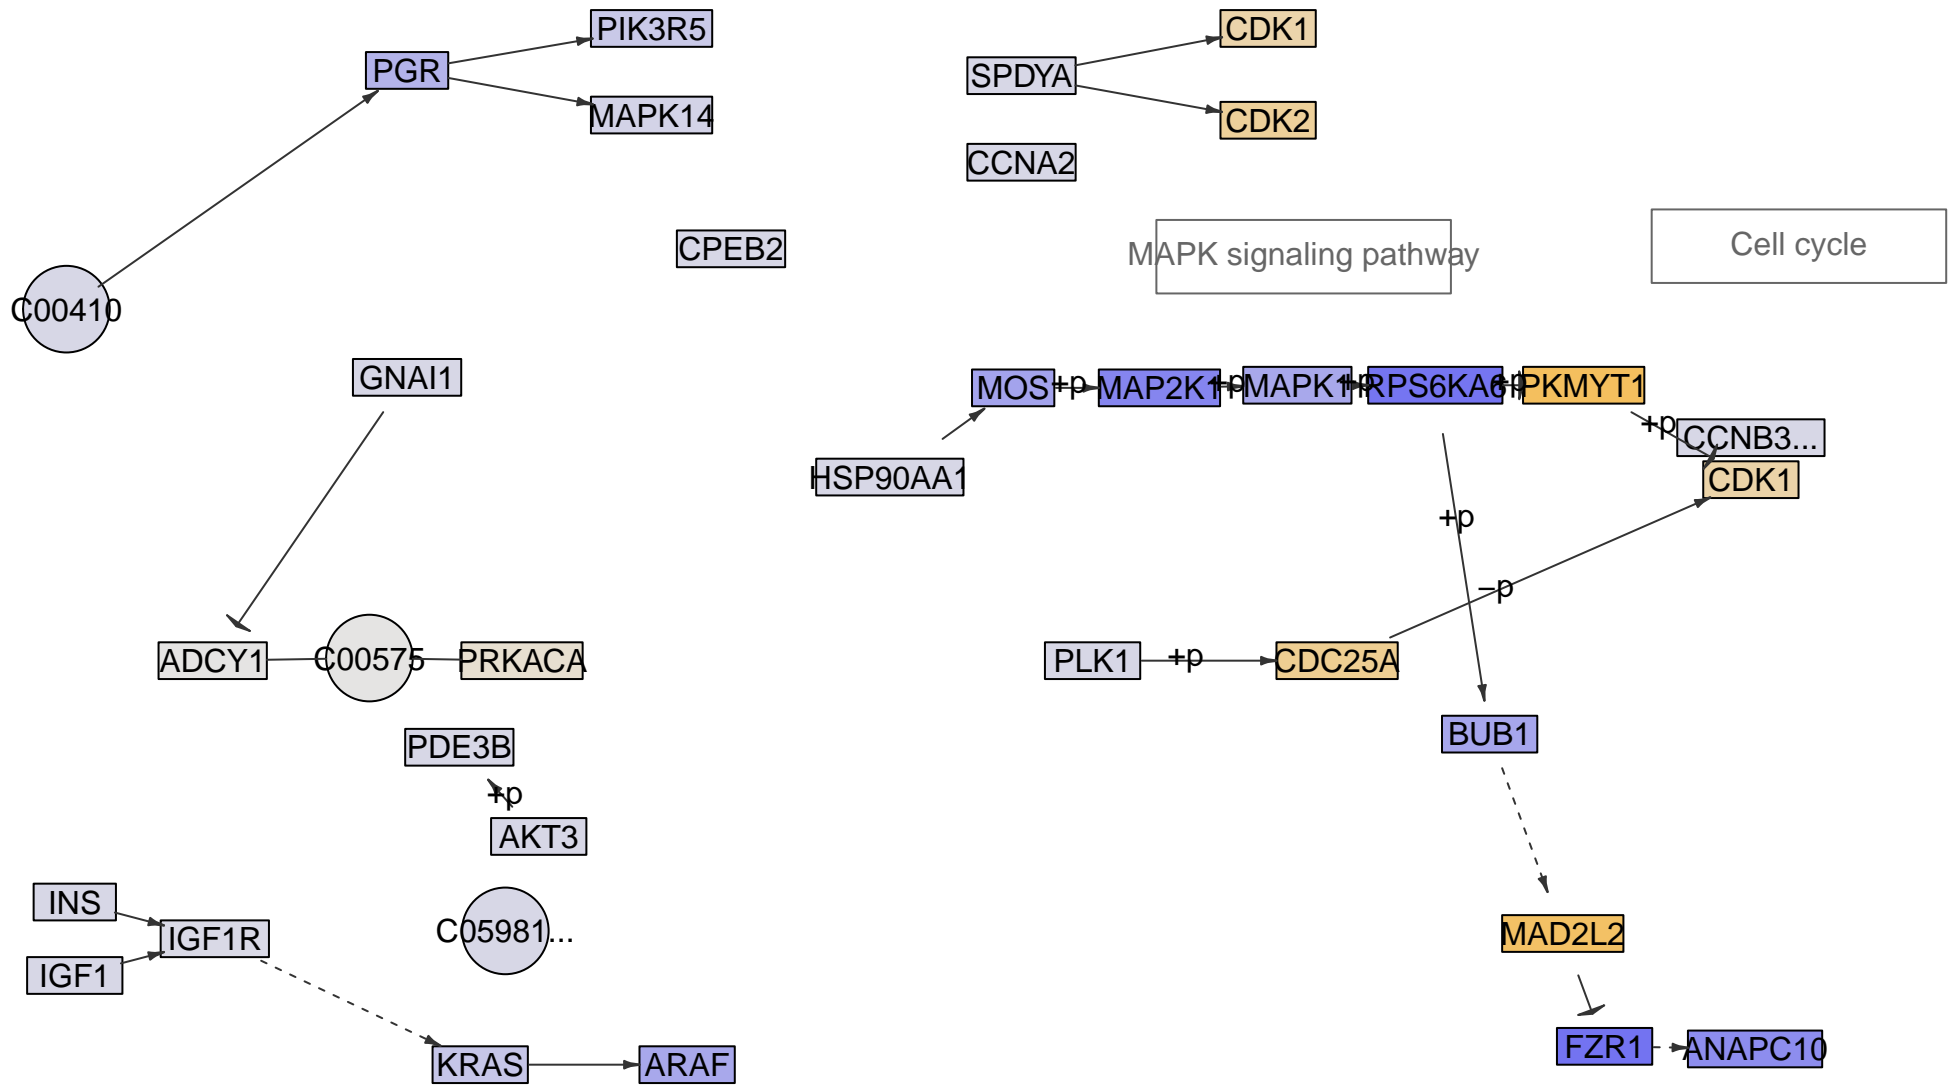 PIK3R5
CDK1
PGR
SPDYA
MAPK14
CDK2
CCNA2
CPEB2
MAPK signaling pathway
Cell cycle
C00410
GNAI1
MOS
+p
MAP2K1
+p
MAPK1
+p
RPS6KA6
+p
PKMYT1
+p
CCNB3...
HSP90AA1
CDK1
+p
−p
ADCY1
C00575
PRKACA
PLK1
+p
CDC25A
BUB1
PDE3B
+p
AKT3
INS
IGF1R
C05981...
MAD2L2
IGF1
KRAS
ARAF
FZR1
ANAPC10